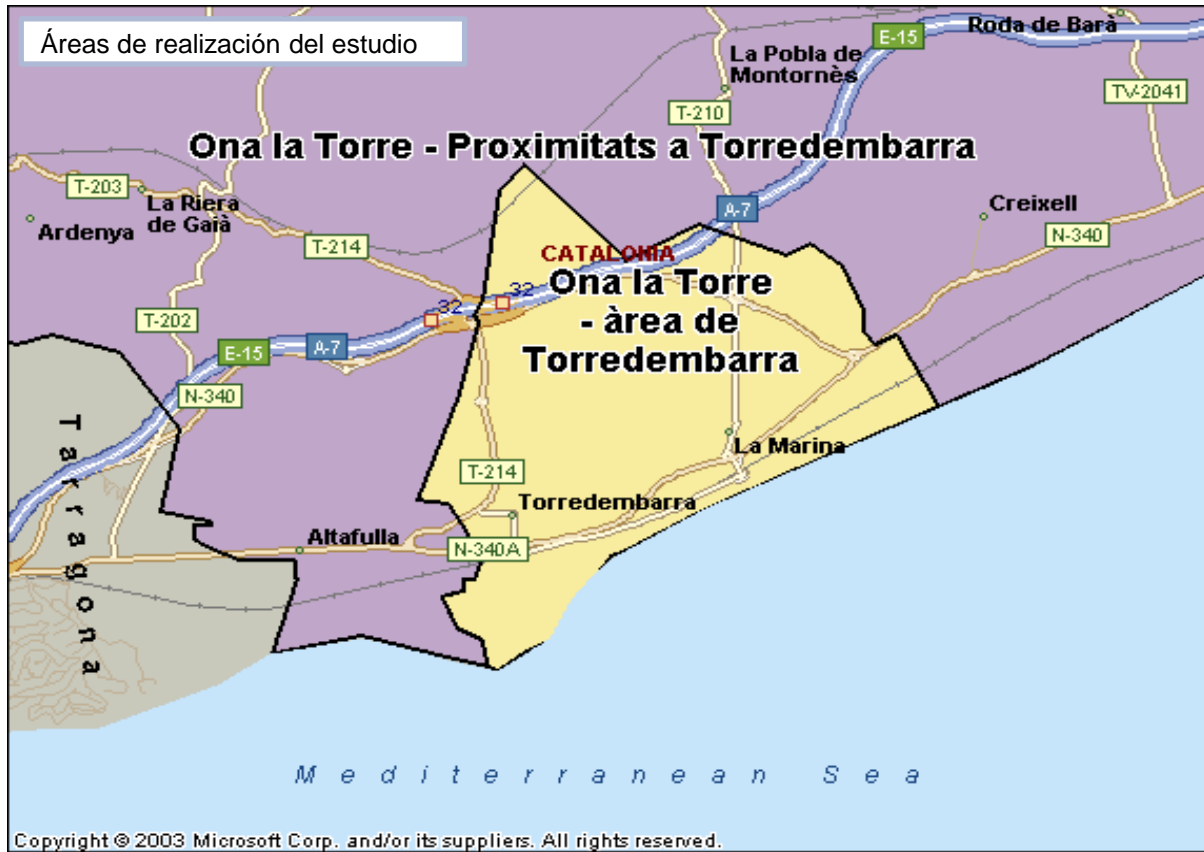 Áreas de realización del estudio
Roda de Barà
E-15
La Pobla de
Montornès
TV-2041
T-210
Ona la Torre - Proximitats a Torredembarra
T-203
La Riera
de Gaià
Ardenya
A-7
Creixell
N-340
T-214
CATALONIA
Ona la Torre
- àrea de
Torredembarra
32
32
T-202
E-15
A-7
N-340
Tarragona
La Marina
T-214
Torredembarra
Altafulla
N-340A
Mediterranean Sea
Copyright © 2003 Microsoft Corp. and/or its suppliers. All rights reserved.